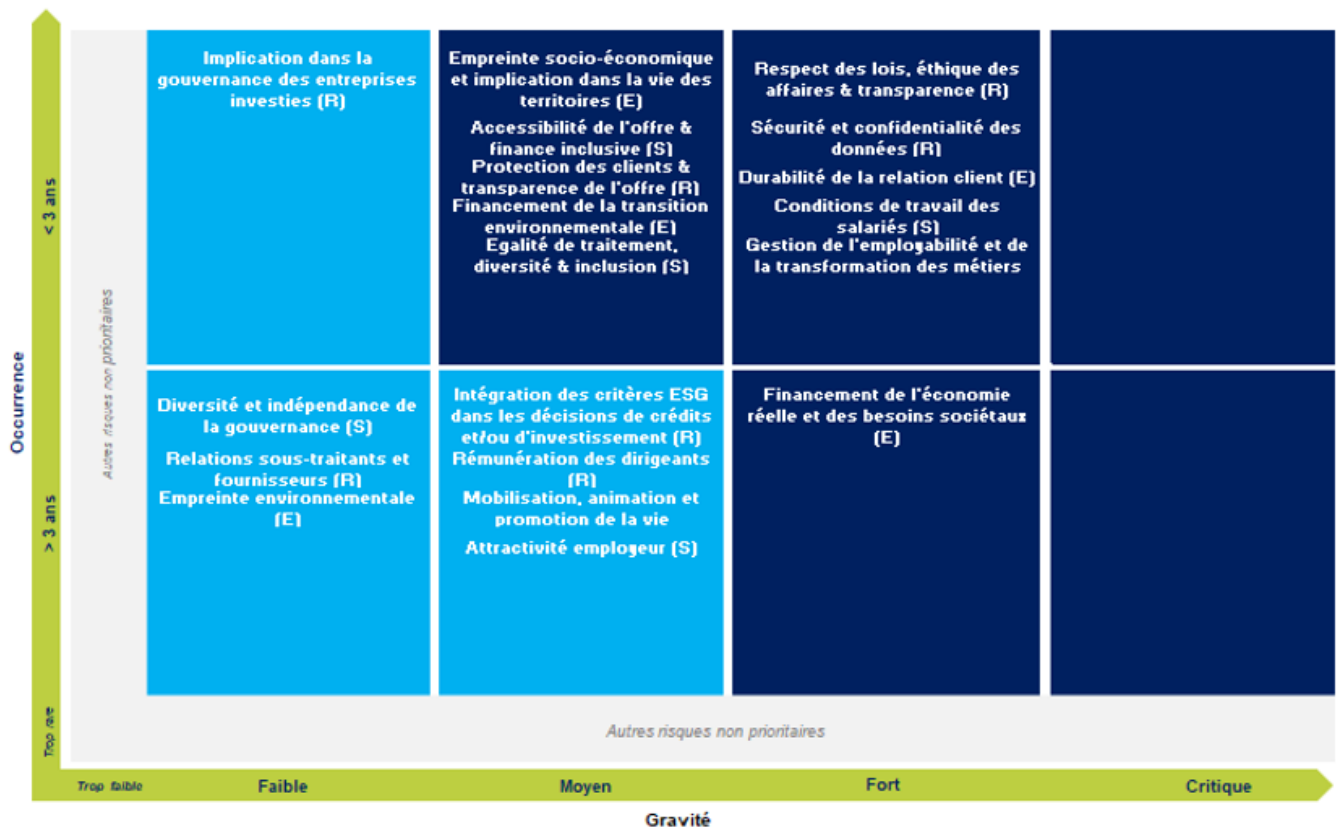 Implication dans la
gouvernance des entreprises
investies (R)
Empreinte socio-économique
et implication dans la vie des
territoires (E)
Accessibilité de l'offre &
finance inclusive (S)
Protection des clients &
transparence de l'offre (R)
Financement de la transition
environnementale (E)
Egalité de traitement,
diversité & inclusion (S)
Respect des lois, éthique des
affaires & transparence (R)
Sécurité et confidentialité des
données (R)
Durabilité de la relation client (E)
Conditions de travail des
salariés (S)
Gestion de l'employabilité et de
la transformation des métiers
< 3 ans
Autres risques non prioritaires
Occurrence
Diversité et indépendance de
la gouvernance (S)
Relations sous-traitants et
fournisseurs (R)
Empreinte environnementale
(E)
Intégration des critères ESG
dans les décisions de crédits
et/ou d'investissement (R)
Rémunération des dirigeants
(R)
Mobilisation, animation et
promotion de la vie
Attractivité employeur (S)
Financement de l'économie
réelle et des besoins sociétaux
(E)
> 3 ans
Trop rare
Autres risques non prioritaires
Trop faible
Faible
Moyen
Fort
Critique
Gravité